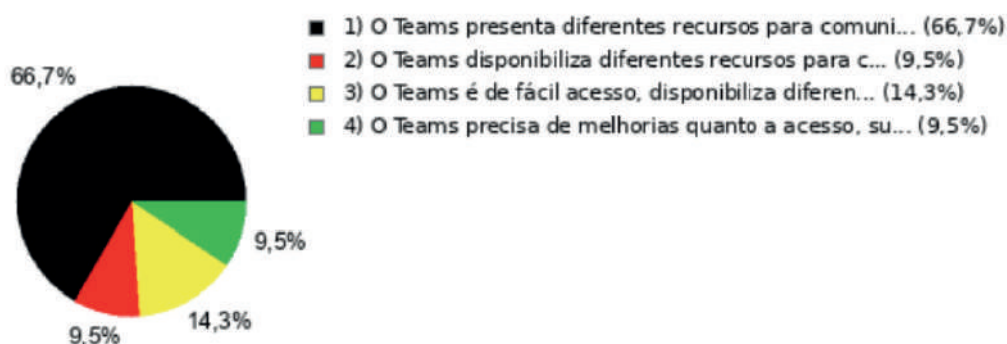 1) O Teams presenta diferentes recursos para comuni... (66,7%)
2) O Teams disponibiliza diferentes recursos para c... (9,5%)
3) O Teams é de fácil acesso, disponibiliza diferen... (14,3%)
4) O Teams precisa de melhorias quanto a acesso, su... (9,5%)
66,7%
9,5%
14,3%
9,5%